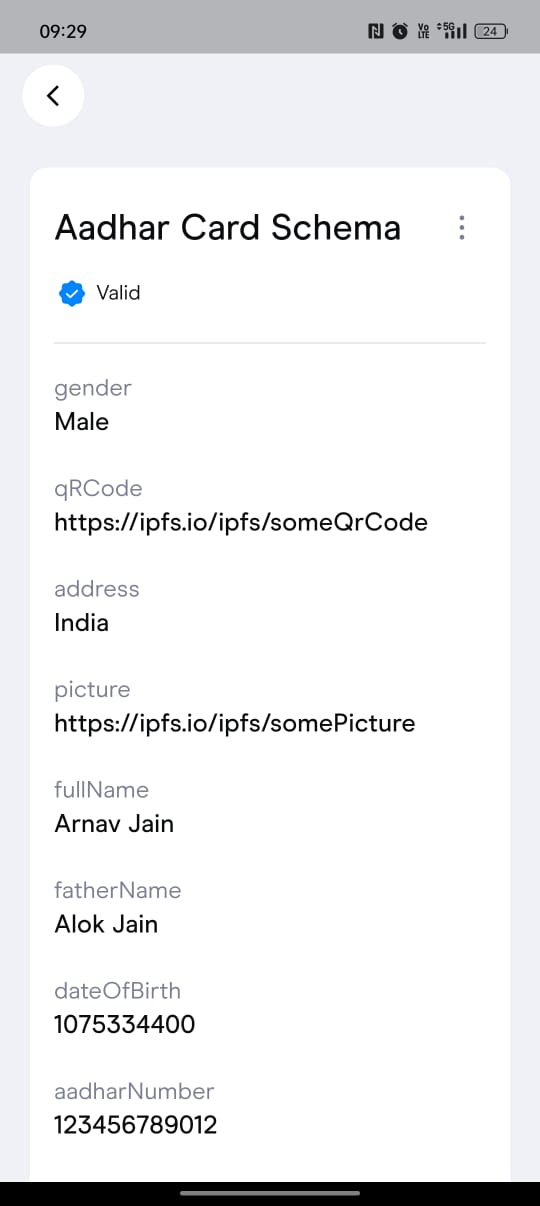 09:29
Vo LTE 5G 24
Aadhar Card Schema
Valid
gender
Male
qRCode
https://ipfs.io/ipfs/someQrCode
address
India
picture
https://ipfs.io/ipfs/somePicture
fullName
Arnav Jain
fatherName
Alok Jain
dateOfBirth
1075334400
aadharNumber
123456789012